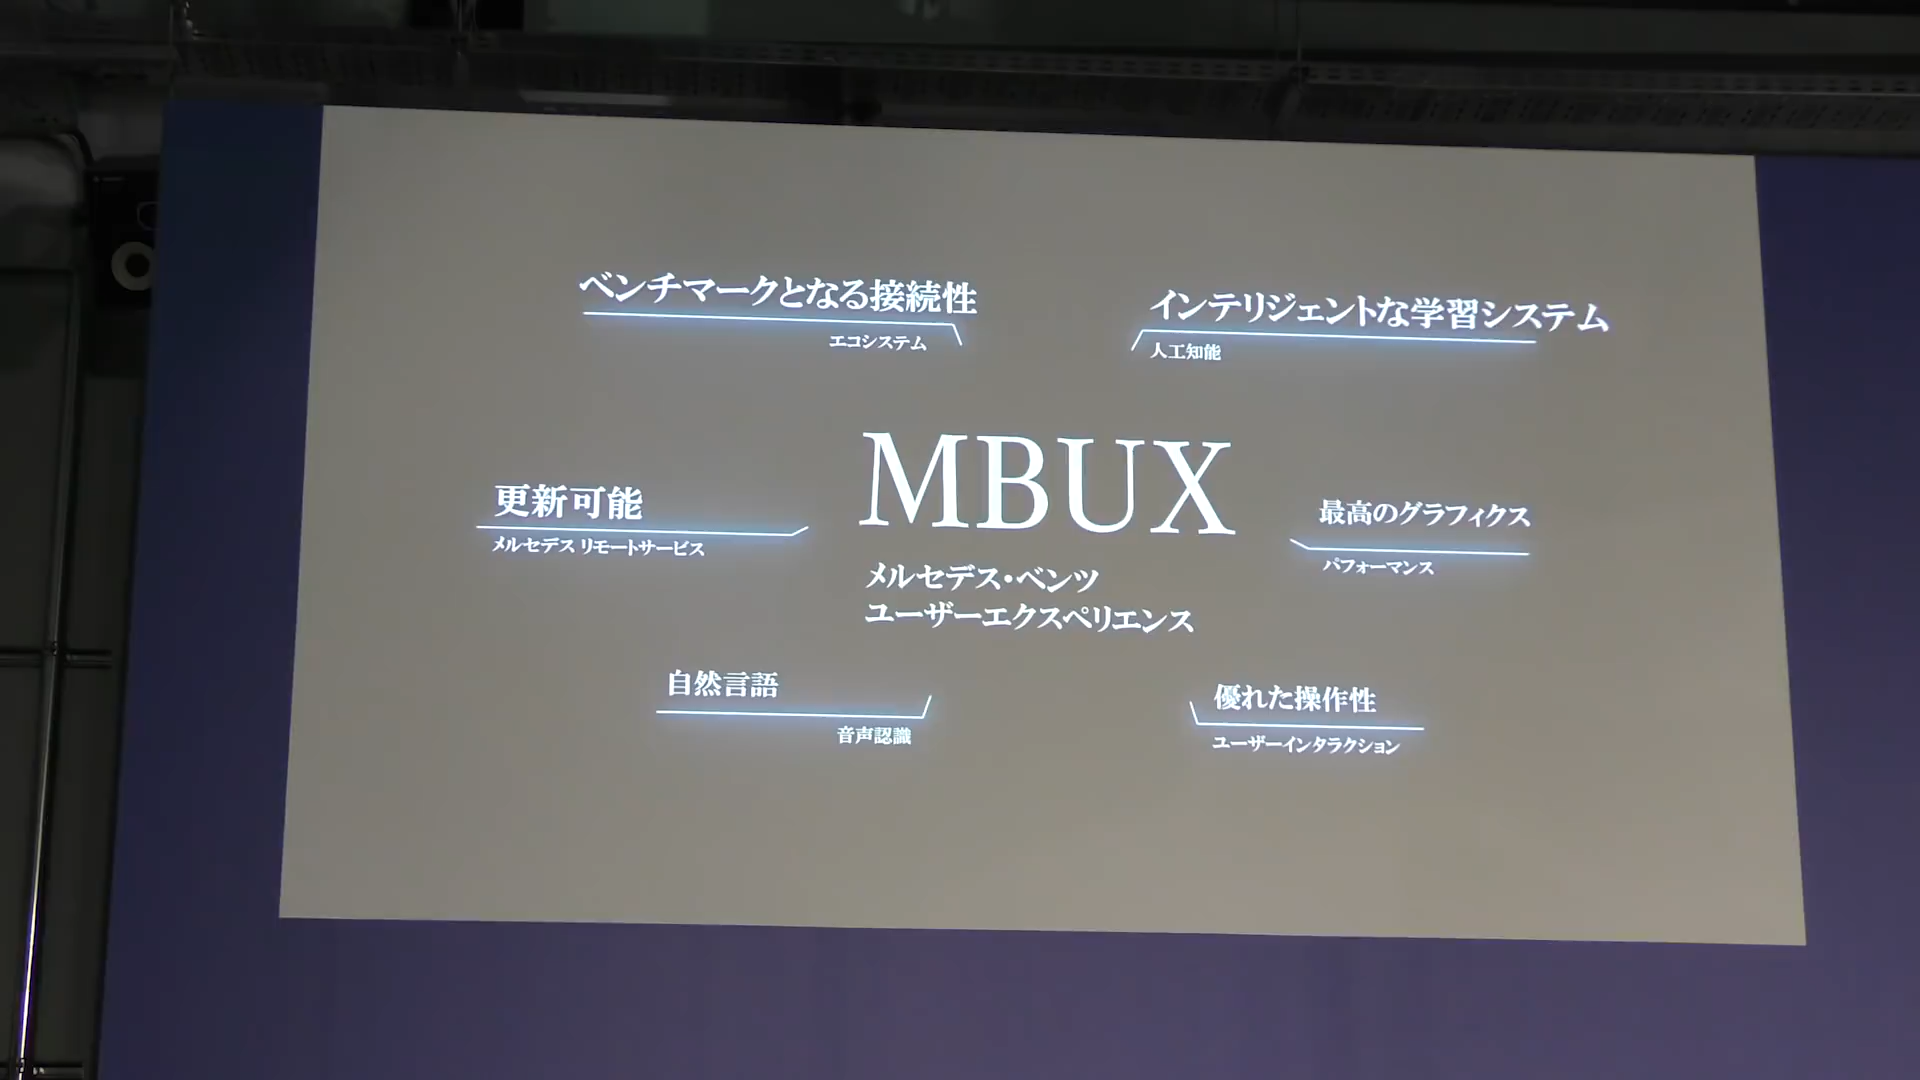 ベンチマークとなる接続性
エコシステム
インテリジェントな学習システム
人工知能
更新可能
メルセデス リモートサービス
MBUX
メルセデス・ベンツ
ユーザーエクスペリエンス
最高のグラフィクス
パフォーマンス
自然言語
音声認識
優れた操作性
ユーザーインタラクション